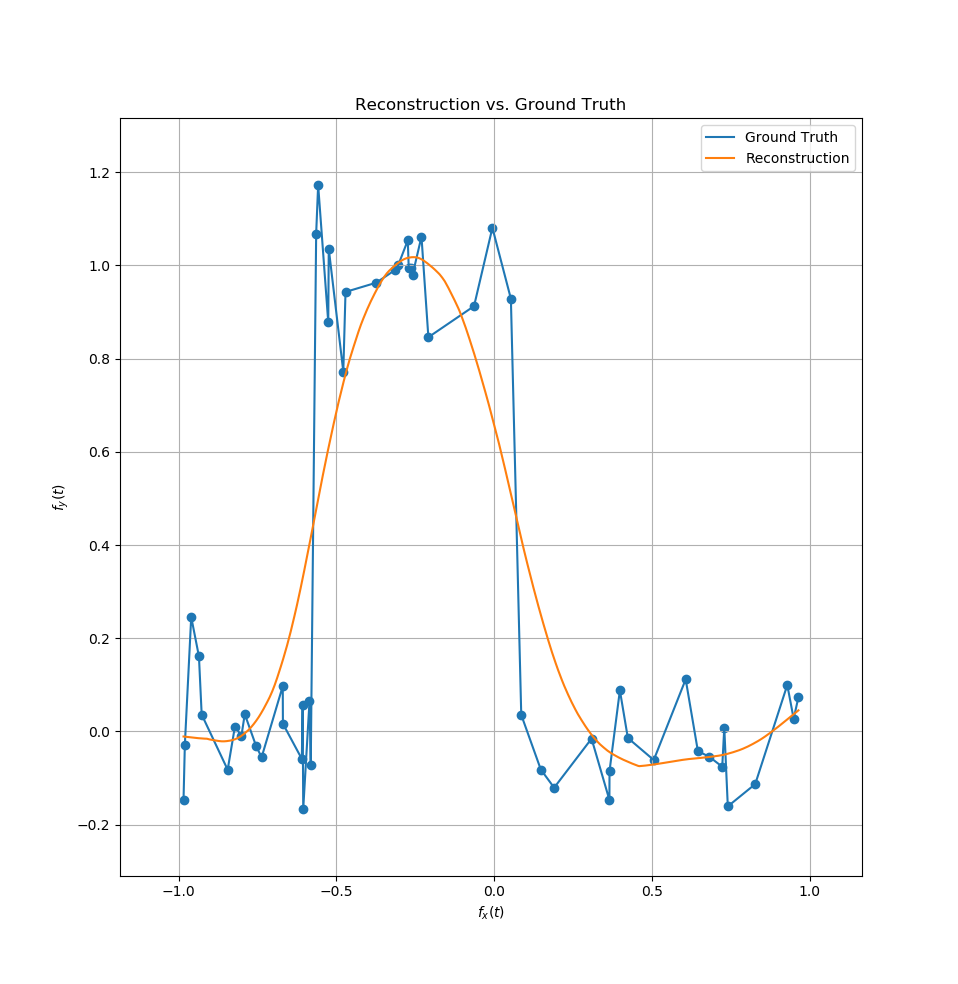 Reconstruction vs. Ground Truth
Ground Truth
Reconstruction
1.2
1.0
0.8
0.6
0.4
0.2
0.0
−0.2
f_y(t)
−1.0 −0.5 0.0 0.5 1.0
f_x(t)